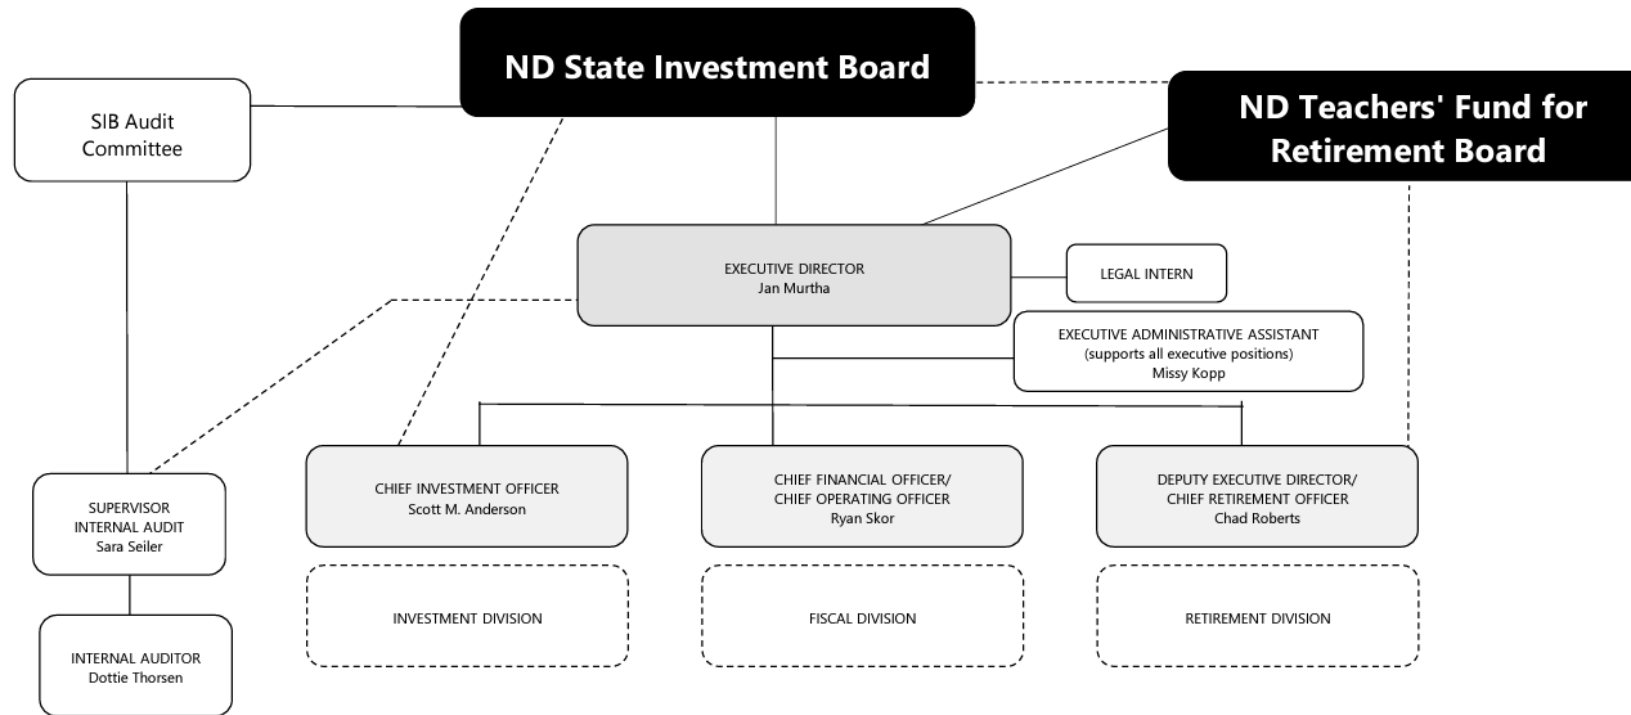 ND State Investment Board
ND Teachers' Fund for
Retirement Board
SIB Audit
Committee
EXECUTIVE DIRECTOR
Jan Murtha
LEGAL INTERN
EXECUTIVE ADMINISTRATIVE ASSISTANT
(supports all executive positions)
Missy Kopp
SUPERVISOR
INTERNAL AUDIT
Sara Seiler
CHIEF INVESTMENT OFFICER
Scott M. Anderson
CHIEF FINANCIAL OFFICER/
CHIEF OPERATING OFFICER
Ryan Skor
DEPUTY EXECUTIVE DIRECTOR/
CHIEF RETIREMENT OFFICER
Chad Roberts
INTERNAL AUDITOR
Dottie Thorsen
INVESTMENT DIVISION
FISCAL DIVISION
RETIREMENT DIVISION